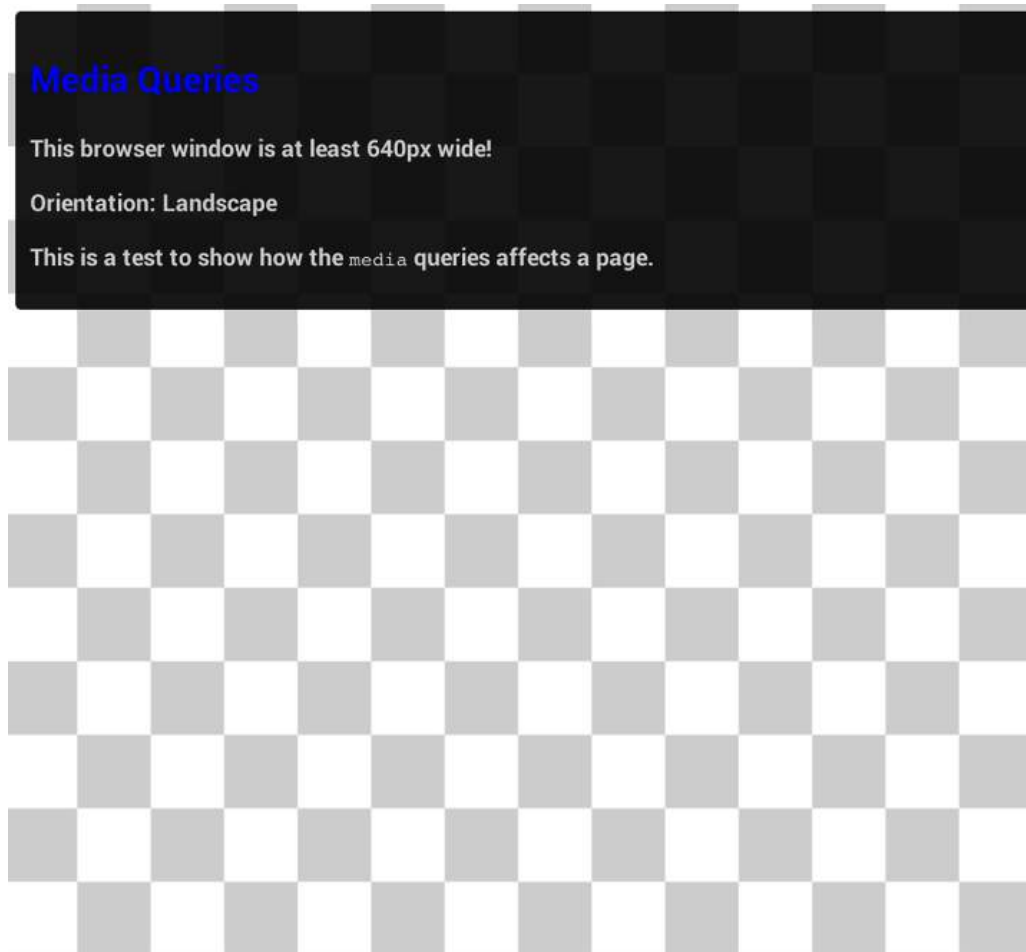 Media Queries
This browser window is at least 640px wide!
Orientation: Landscape
This is a test to show how the media queries affects a page.